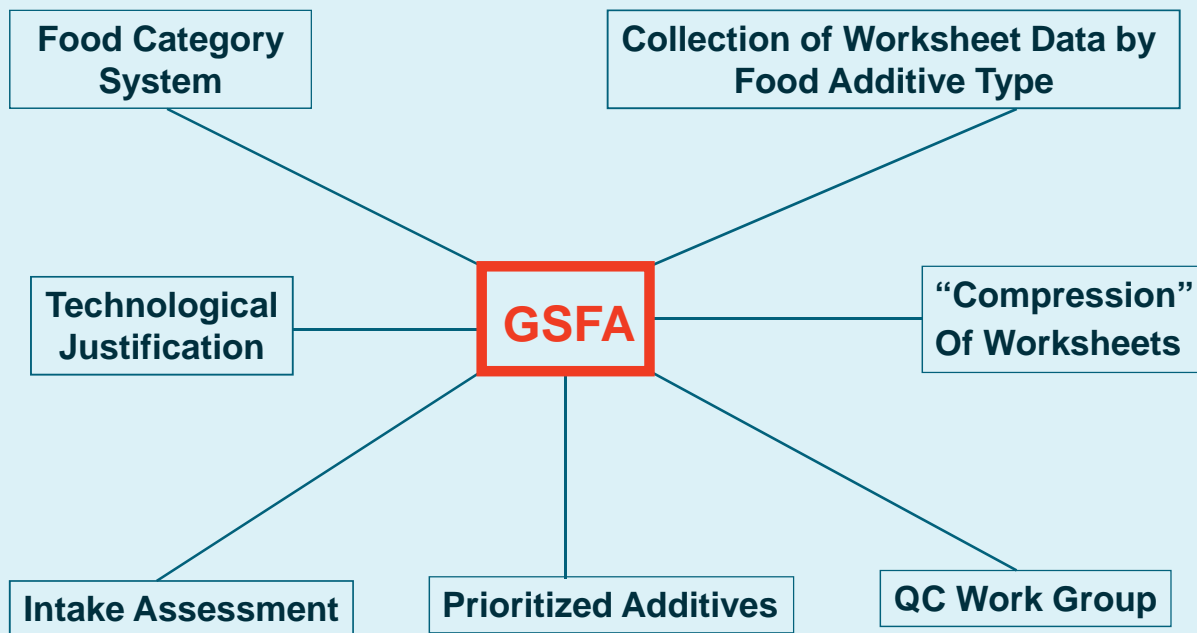 Food Category
System
Collection of Worksheet Data by
Food Additive Type
Technological
Justification
GSFA
“Compression”
Of Worksheets
Intake Assessment
Prioritized Additives
QC Work Group